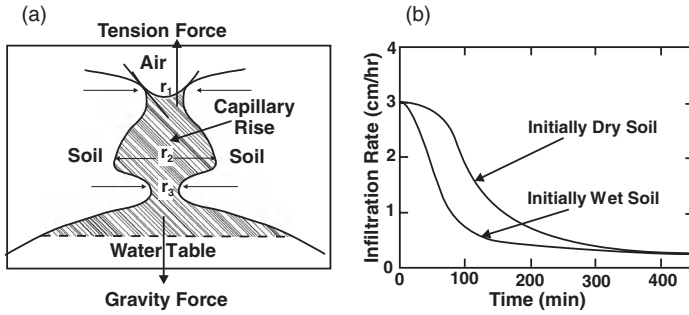 (a)
Tension Force
Air
r1
Capillary
Rise
Soil
r2
Soil
r3
Water Table
Gravity Force
(b)
Infiltration Rate (cm/hr)
4
3
2
1
0
Initially Dry Soil
Initially Wet Soil
0
100
200
300
400
Time (min)